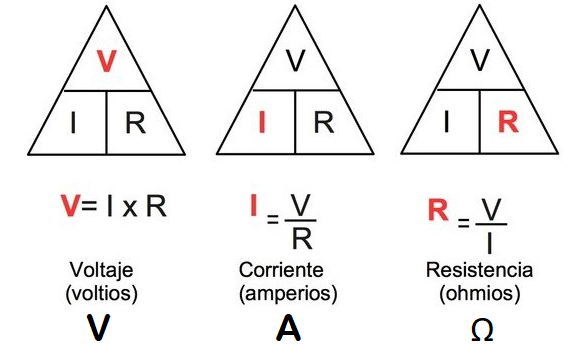 V
I R
V= I x R
Voltaje
(voltios)
V
V
I R
I = V
R
Corriente
(amperios)
A
V
I R
R = V
I
Resistencia
(ohmios)
Ω